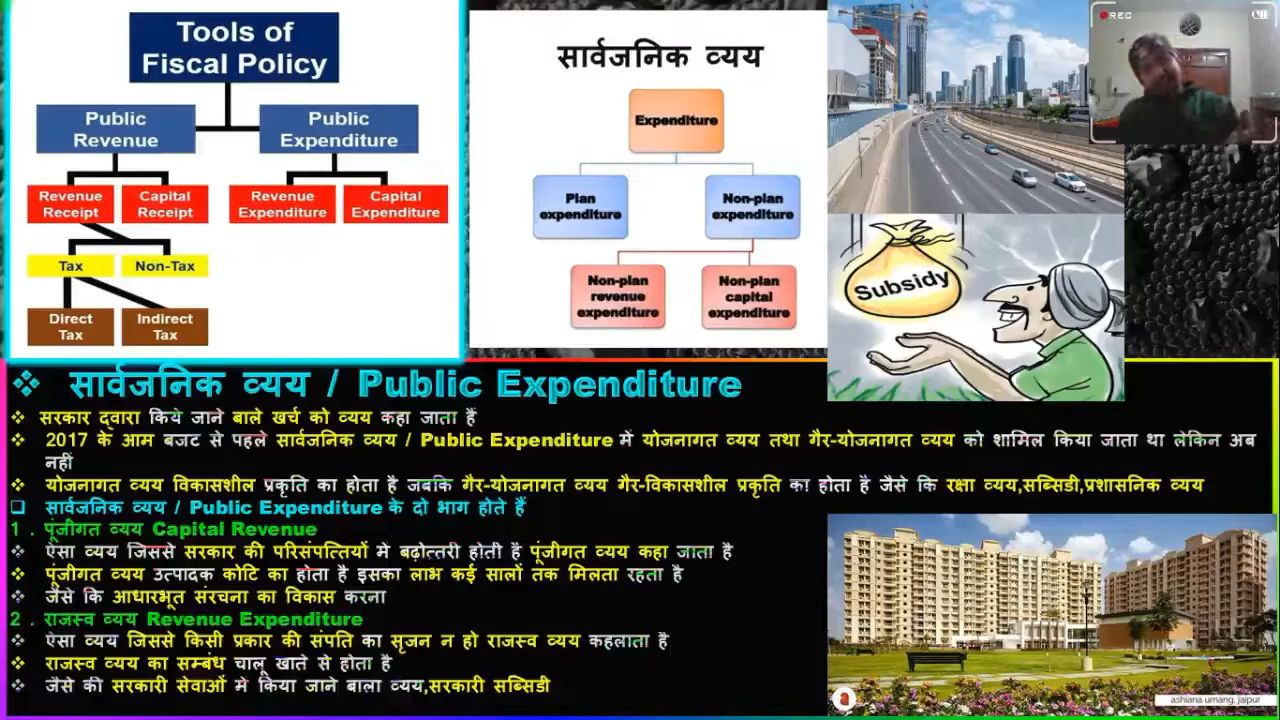 Tools of
Fiscal Policy
Public
Revenue
Public
Expenditure
Revenue
Receipt
Capital
Receipt
Revenue
Expenditure
Capital
Expenditure
Tax
Non-Tax
Direct
Tax
Indirect
Tax
सार्वजनिक व्यय
Expenditure
Plan
expenditure
Non-plan
expenditure
Non-plan
revenue
expenditure
Non-plan
capital
expenditure
REC
Subsidy
❖ सार्वजनिक व्यय / Public Expenditure
❖ सरकार द्वारा किये जाने बाले खर्च को व्यय कहा जाता है
❖ 2017 के आम बजट से पहले सार्वजनिक व्यय / Public Expenditure में योजनागत व्यय तथा गैर-योजनागत व्यय को शामिल किया जाता था लेकिन अब
नहीं
❖ योजनागत व्यय विकासशील प्रकृति का होता है जबकि गैर-योजनागत व्यय गैर-विकासशील प्रकृति का होता है जैसे कि रक्षा व्यय,सब्सिडी,प्रशासनिक व्यय
❑ सार्वजनिक व्यय / Public Expenditure के दो भाग होते हैं
1 . पूंजीगत व्यय Capital Revenue
❖ ऐसा व्यय जिससे सरकार की परिसंपत्तियों में बढ़ोत्तरी होती है पूंजीगत व्यय कहा जाता है
❖ पूंजीगत व्यय उत्पादक कोटि का होता है इसका लाभ कई सालों तक मिलता रहता है
❖ जैसे कि आधारभूत संरचना का विकास करना
2 . राजस्व व्यय Revenue Expenditure
❖ ऐसा व्यय जिससे किसी प्रकार की संपति का सृजन न हो राजस्व व्यय कहलाता है
❖ राजस्व व्यय का सम्बंध चालू खाते से होता है
❖ जैसे की सरकारी सेवाओं में किया जाने बाला व्यय,सरकारी सब्सिडी
a
ashiana umang, jaipur